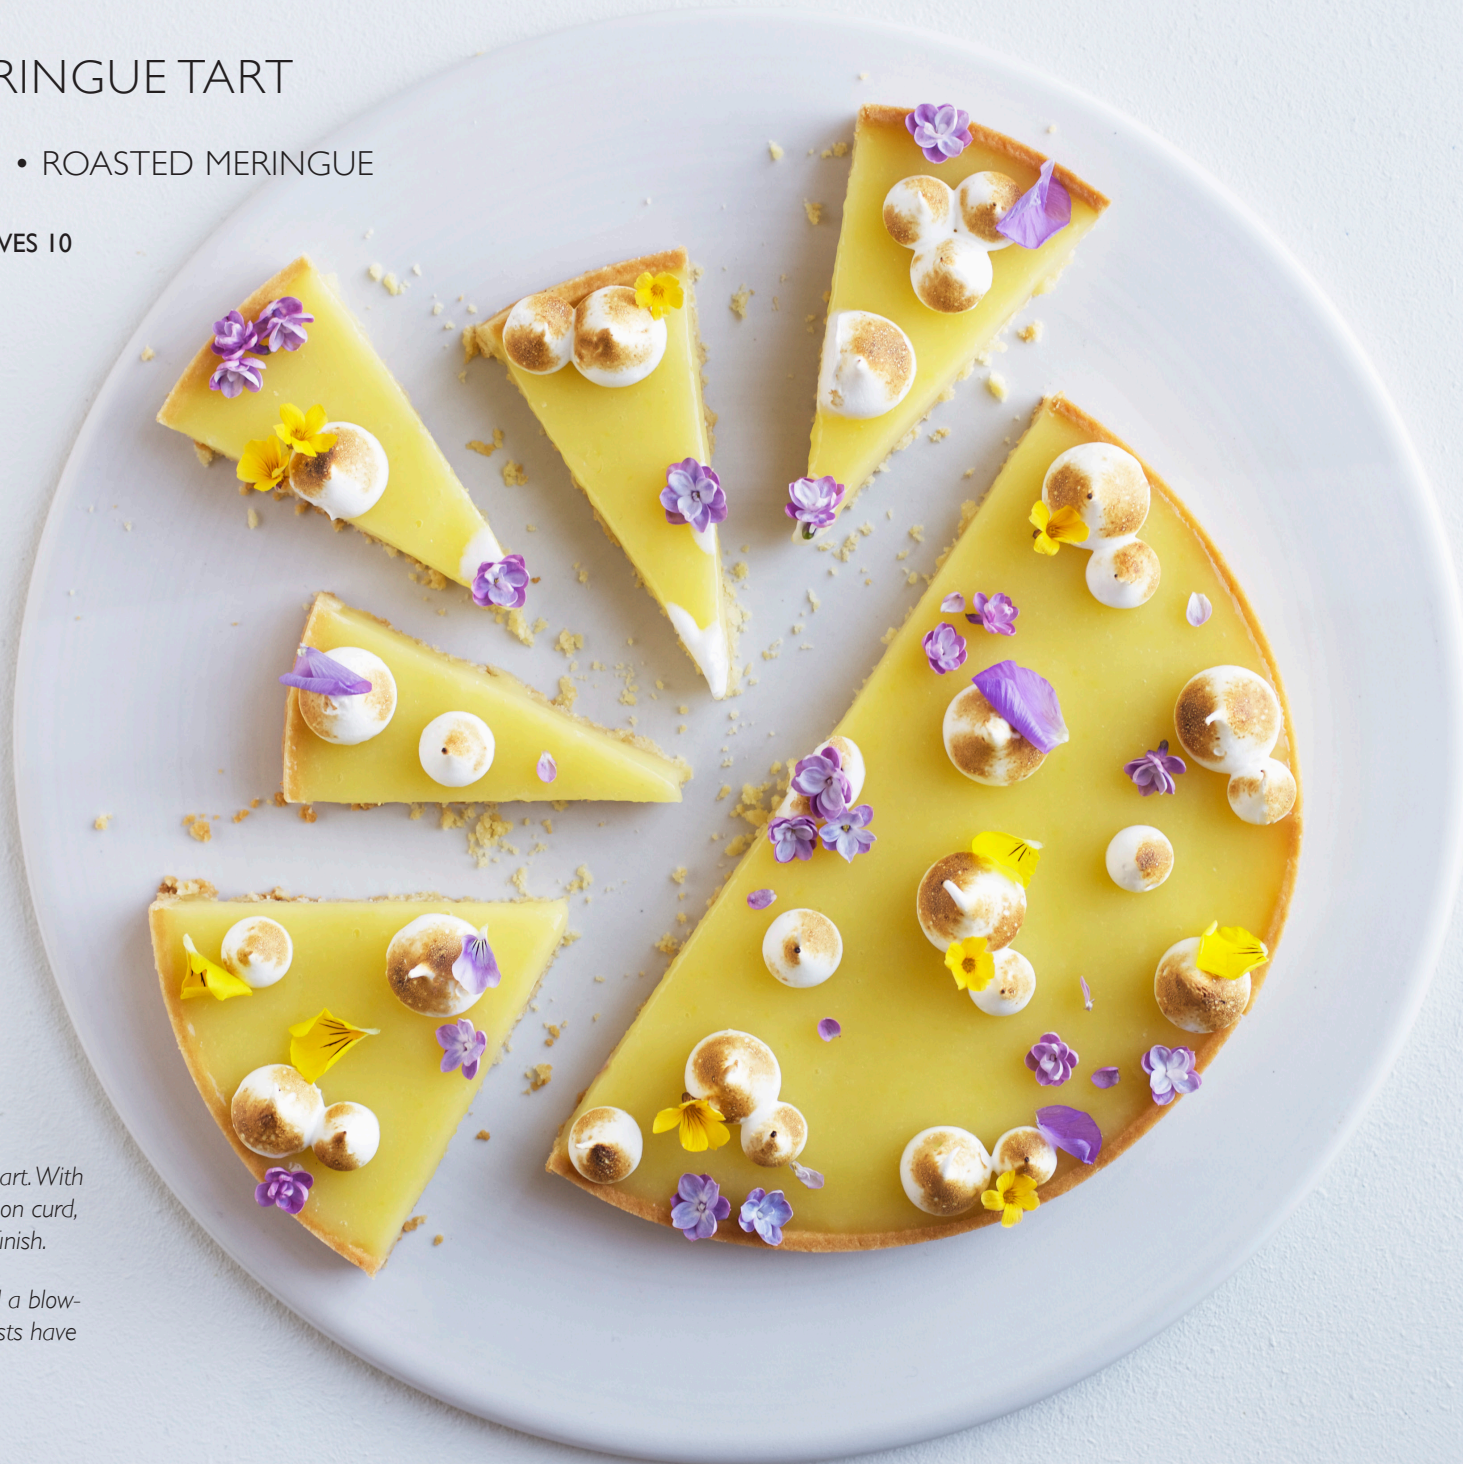 RINGUE TART
• ROASTED MERINGUE
VES 10
art. With
on curd,
inish.
a blow-
sts have